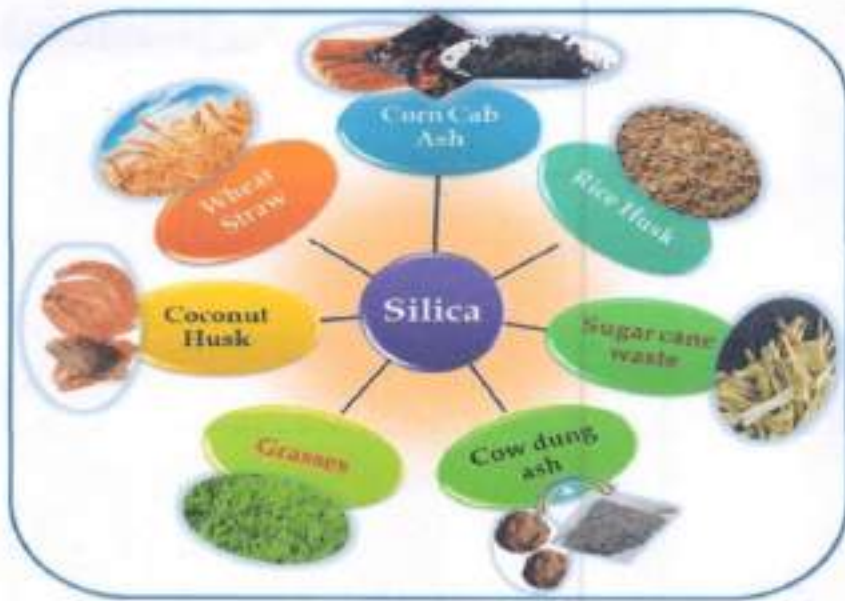 Corn Cab
Ash
Rice Husk
Sugar cane
waste
Cow dung
ash
Grasses
Coconut
Husk
Wheat
Straw
Silica